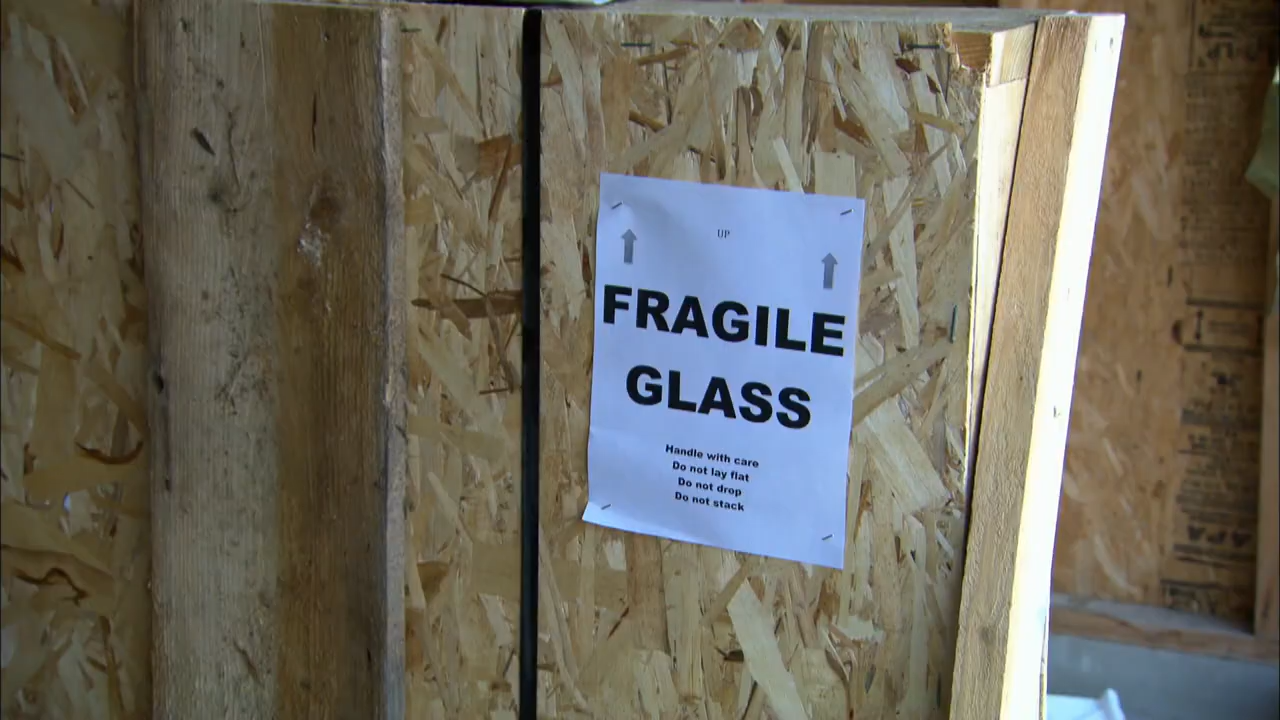 UP
FRAGILE
GLASS
Handle with care
Do not lay flat
Do not drop
Do not stack